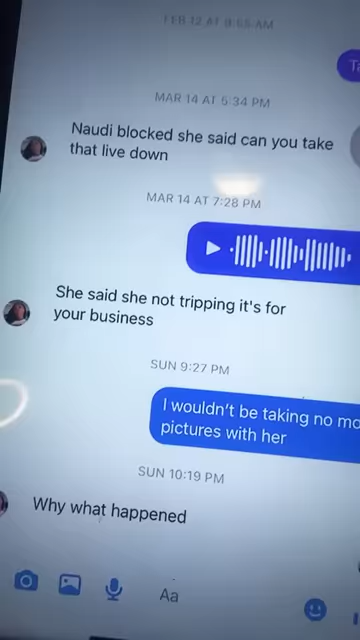 FEB 12 AT 9:55 AM
MAR 14 AT 5:34 PM
Naudi blocked she said can you take
that live down
MAR 14 AT 7:28 PM
She said she not tripping it's for
your business
SUN 9:27 PM
I wouldn't be taking no mo
pictures with her
SUN 10:19 PM
Why what happened
Aa